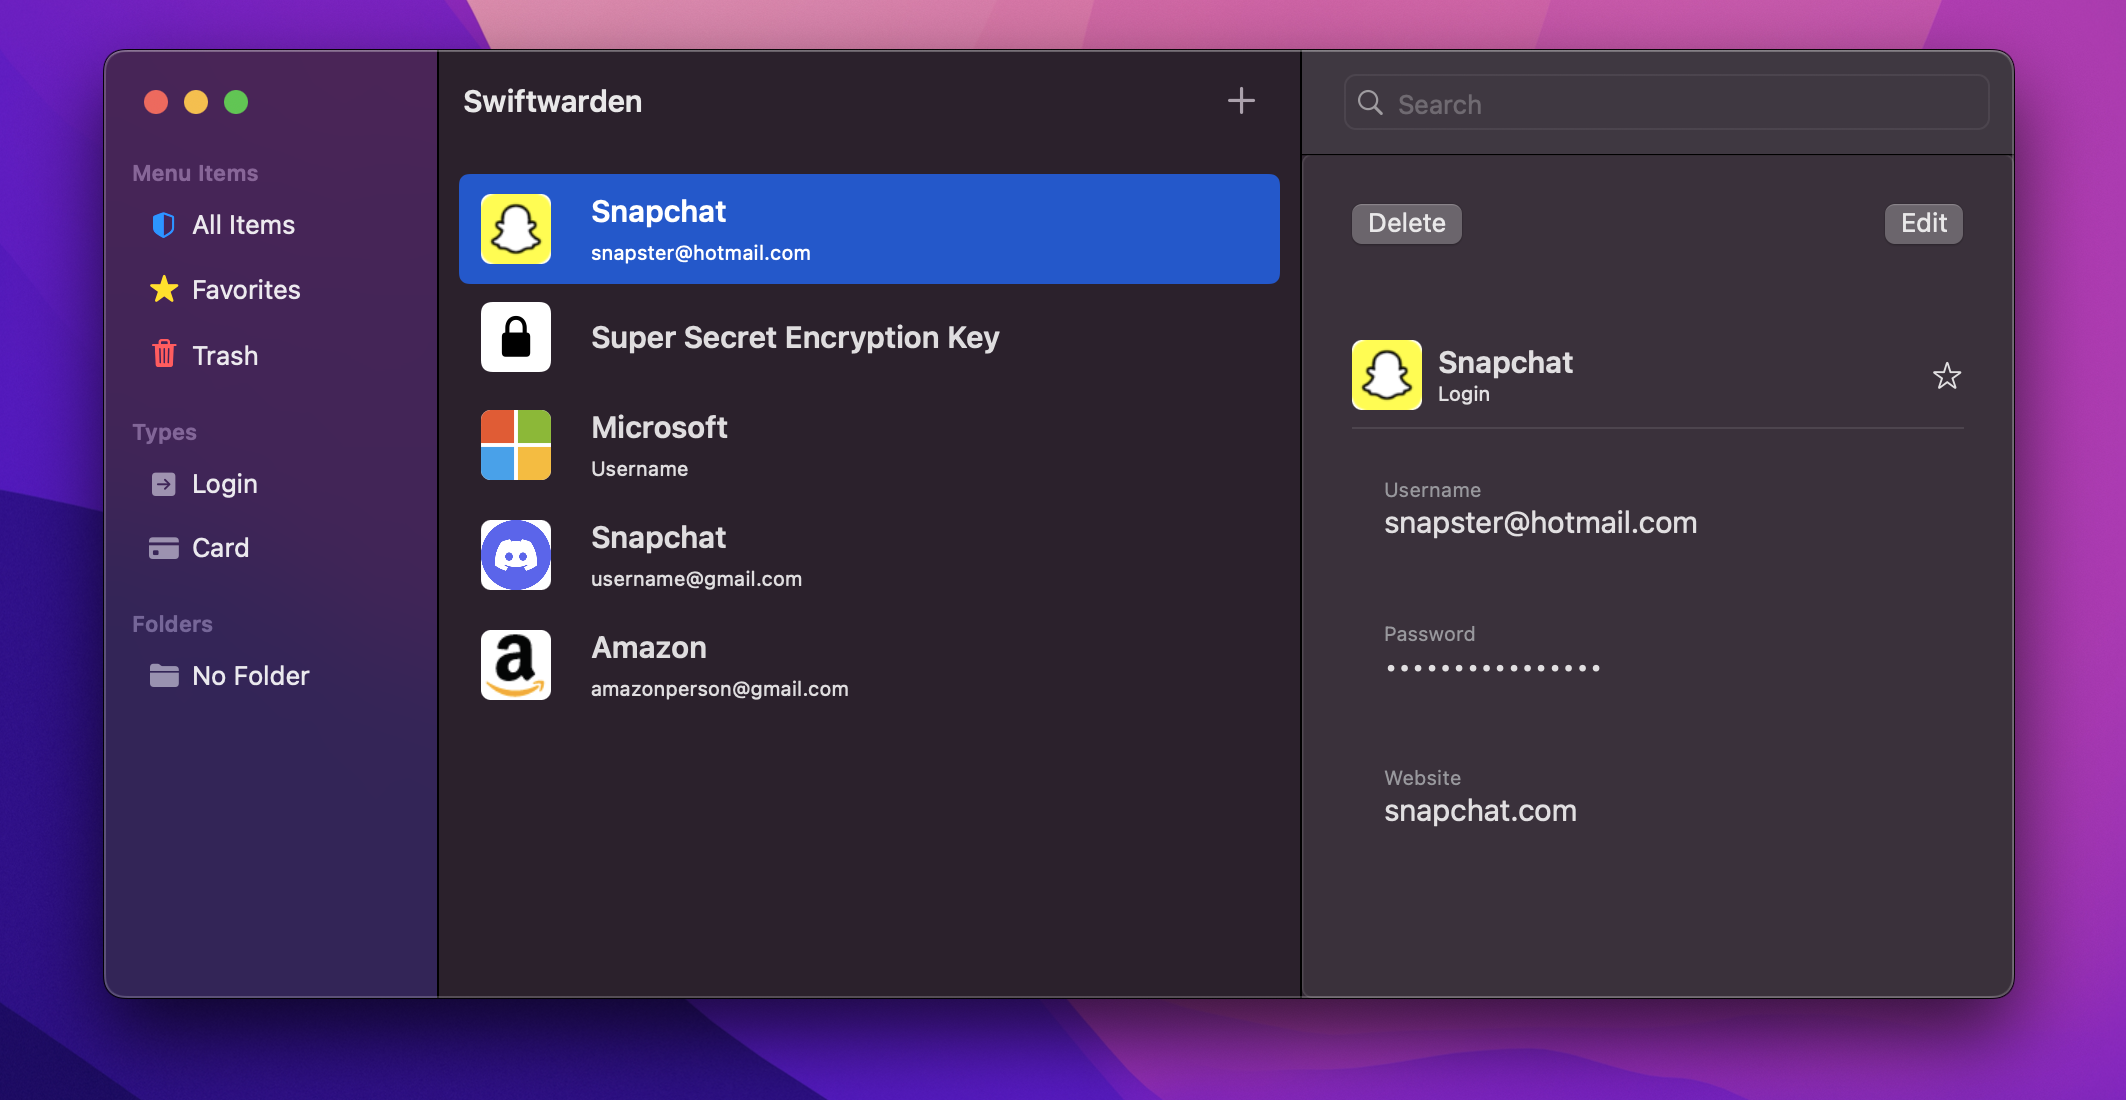 Menu Items
All Items
Favorites
Trash
Types
Login
Card
Folders
No Folder
Swiftwarden
Snapchat
snapster@hotmail.com
Super Secret Encryption Key
Microsoft
Username
Snapchat
username@gmail.com
Amazon
amazonperson@gmail.com
Search
Delete
Edit
Snapchat
Login
Username
snapster@hotmail.com
Password
••••••••••••••••
Website
snapchat.com